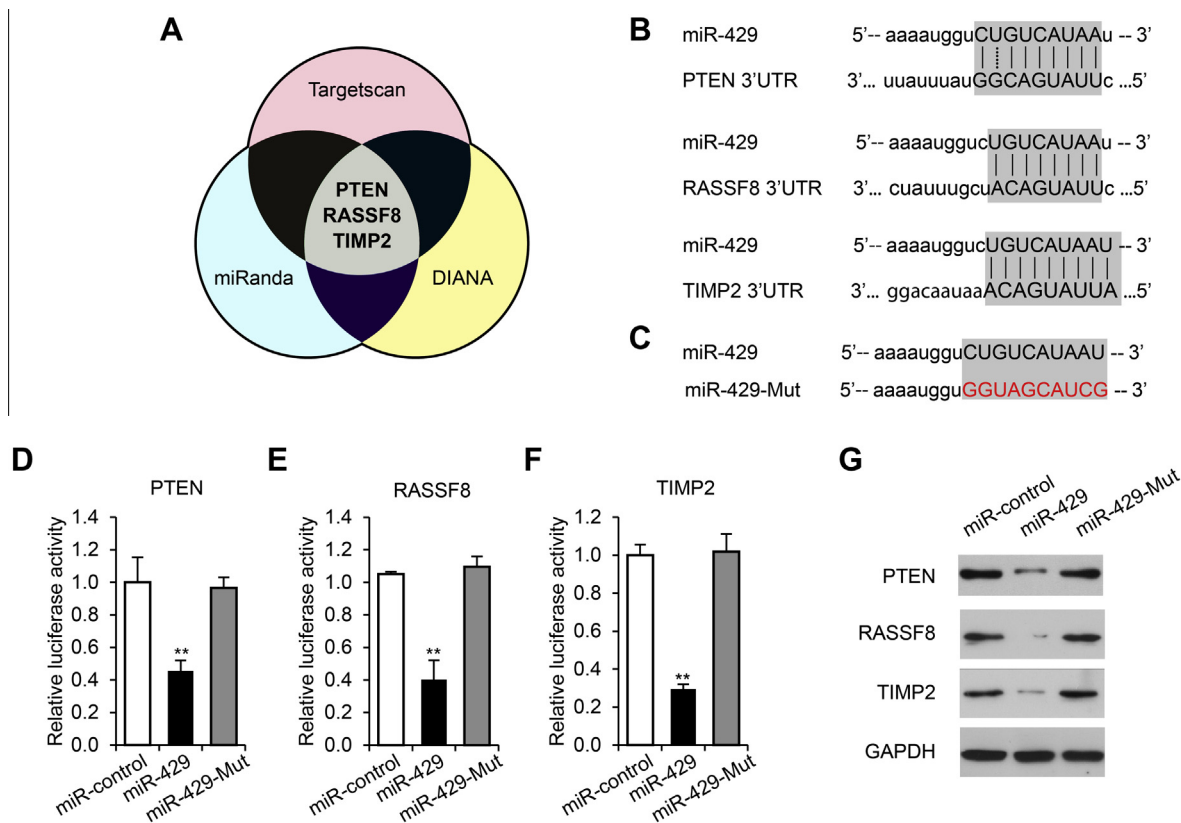 A
Targetscan
PTEN
RASSF8
TIMP2
miRanda
DIANA
B
miR-429 5'-- aaaaugguCUGUCAUAAu -- 3'
PTEN 3'UTR 3'... uuauuuauGGCAGUAUUc ...5'
miR-429 5'-- aaaauggucUGUCAUAAu -- 3'
RASSF8 3'UTR 3'... cuauuugcuACAGUAUUc ...5'
miR-429 5'-- aaaauggucUGUCAUAAU -- 3'
TIMP2 3'UTR 3'... ggacaauaaACAGUAUUA ...5'
C
miR-429 5'-- aaaaugguCUGUCAUAAU -- 3'
miR-429-Mut 5'-- aaaaugguGGUAGCAUCG -- 3'
D
PTEN
Relative luciferase activity
1.4
1.2
1.0
0.8
0.6
0.4
0.2
0.0
**
miR-control
miR-429
miR-429-Mut
E
RASSF8
Relative luciferase activity
1.4
1.2
1.0
0.8
0.6
0.4
0.2
0.0
**
miR-control
miR-429
miR-429-Mut
F
TIMP2
Relative luciferase activity
1.2
1.0
0.8
0.6
0.4
0.2
0.0
**
miR-control
miR-429
miR-429-Mut
G
miR-control
miR-429
miR-429-Mut
PTEN
RASSF8
TIMP2
GAPDH